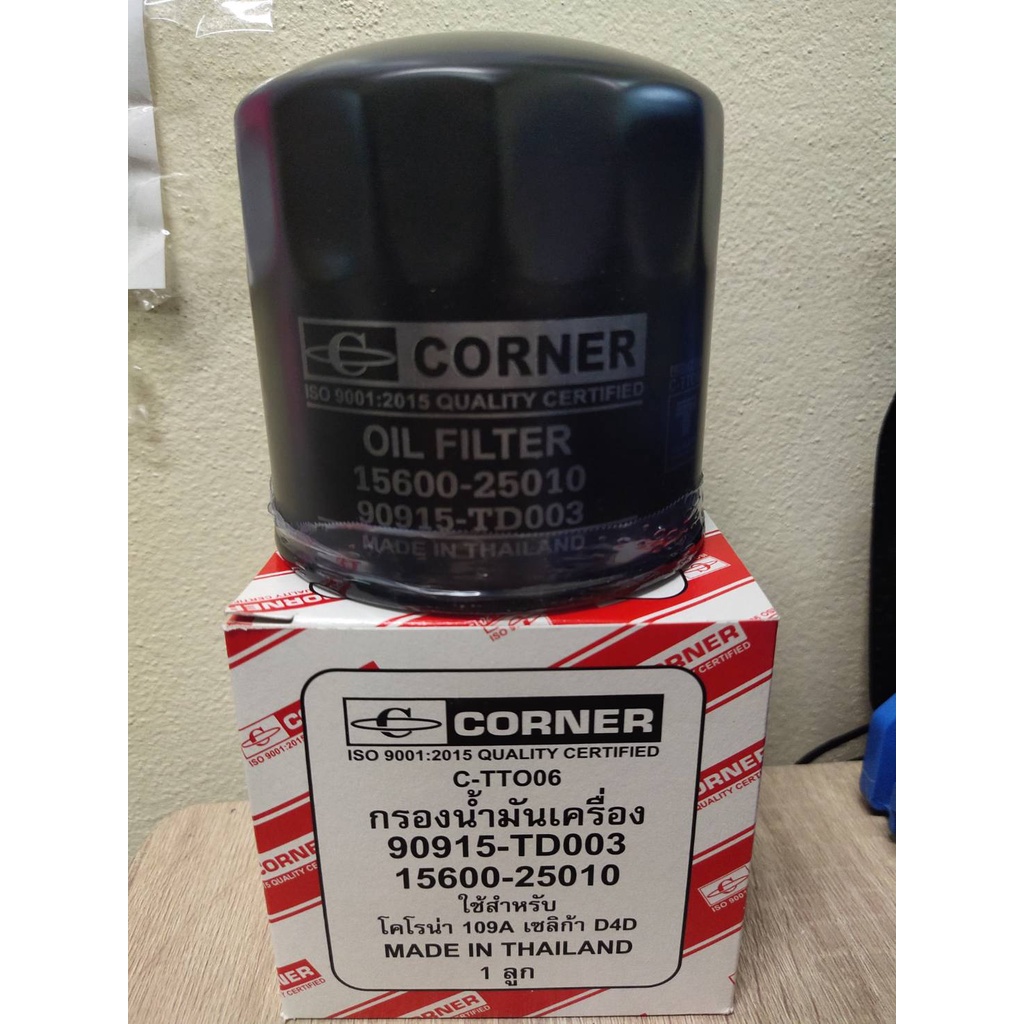 CORNER
ISO 9001:2015 QUALITY CERTIFIED
OIL FILTER
15600-25010
90915-TD003
MADE IN THAILAND
CORNER
ISO 9001:2015 QUALITY CERTIFIED
C-TTO06
กรองน้ำมันเครื่อง
90915-TD003
15600-25010
ใช้สำหรับ
โคโรน่า 109A เซลิก้า D4D
MADE IN THAILAND
1 ลูก